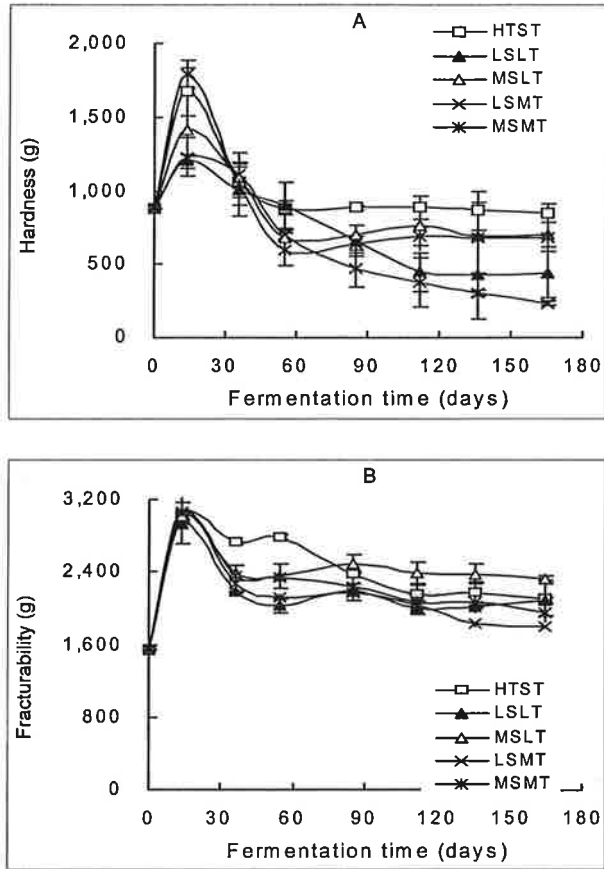 A
HTST
LSLT
MSLT
LSMT
MSMT
2,000
1,500
1,000
500
0
Hardness (g)
0 30 60 90 120 150 180
Fermentation time (days)
B
3,200
2,400
1,600
800
0
Fracturability (g)
HTST
LSLT
MSLT
LSMT
MSMT
0 30 60 90 120 150 180
Fermentation time (days)